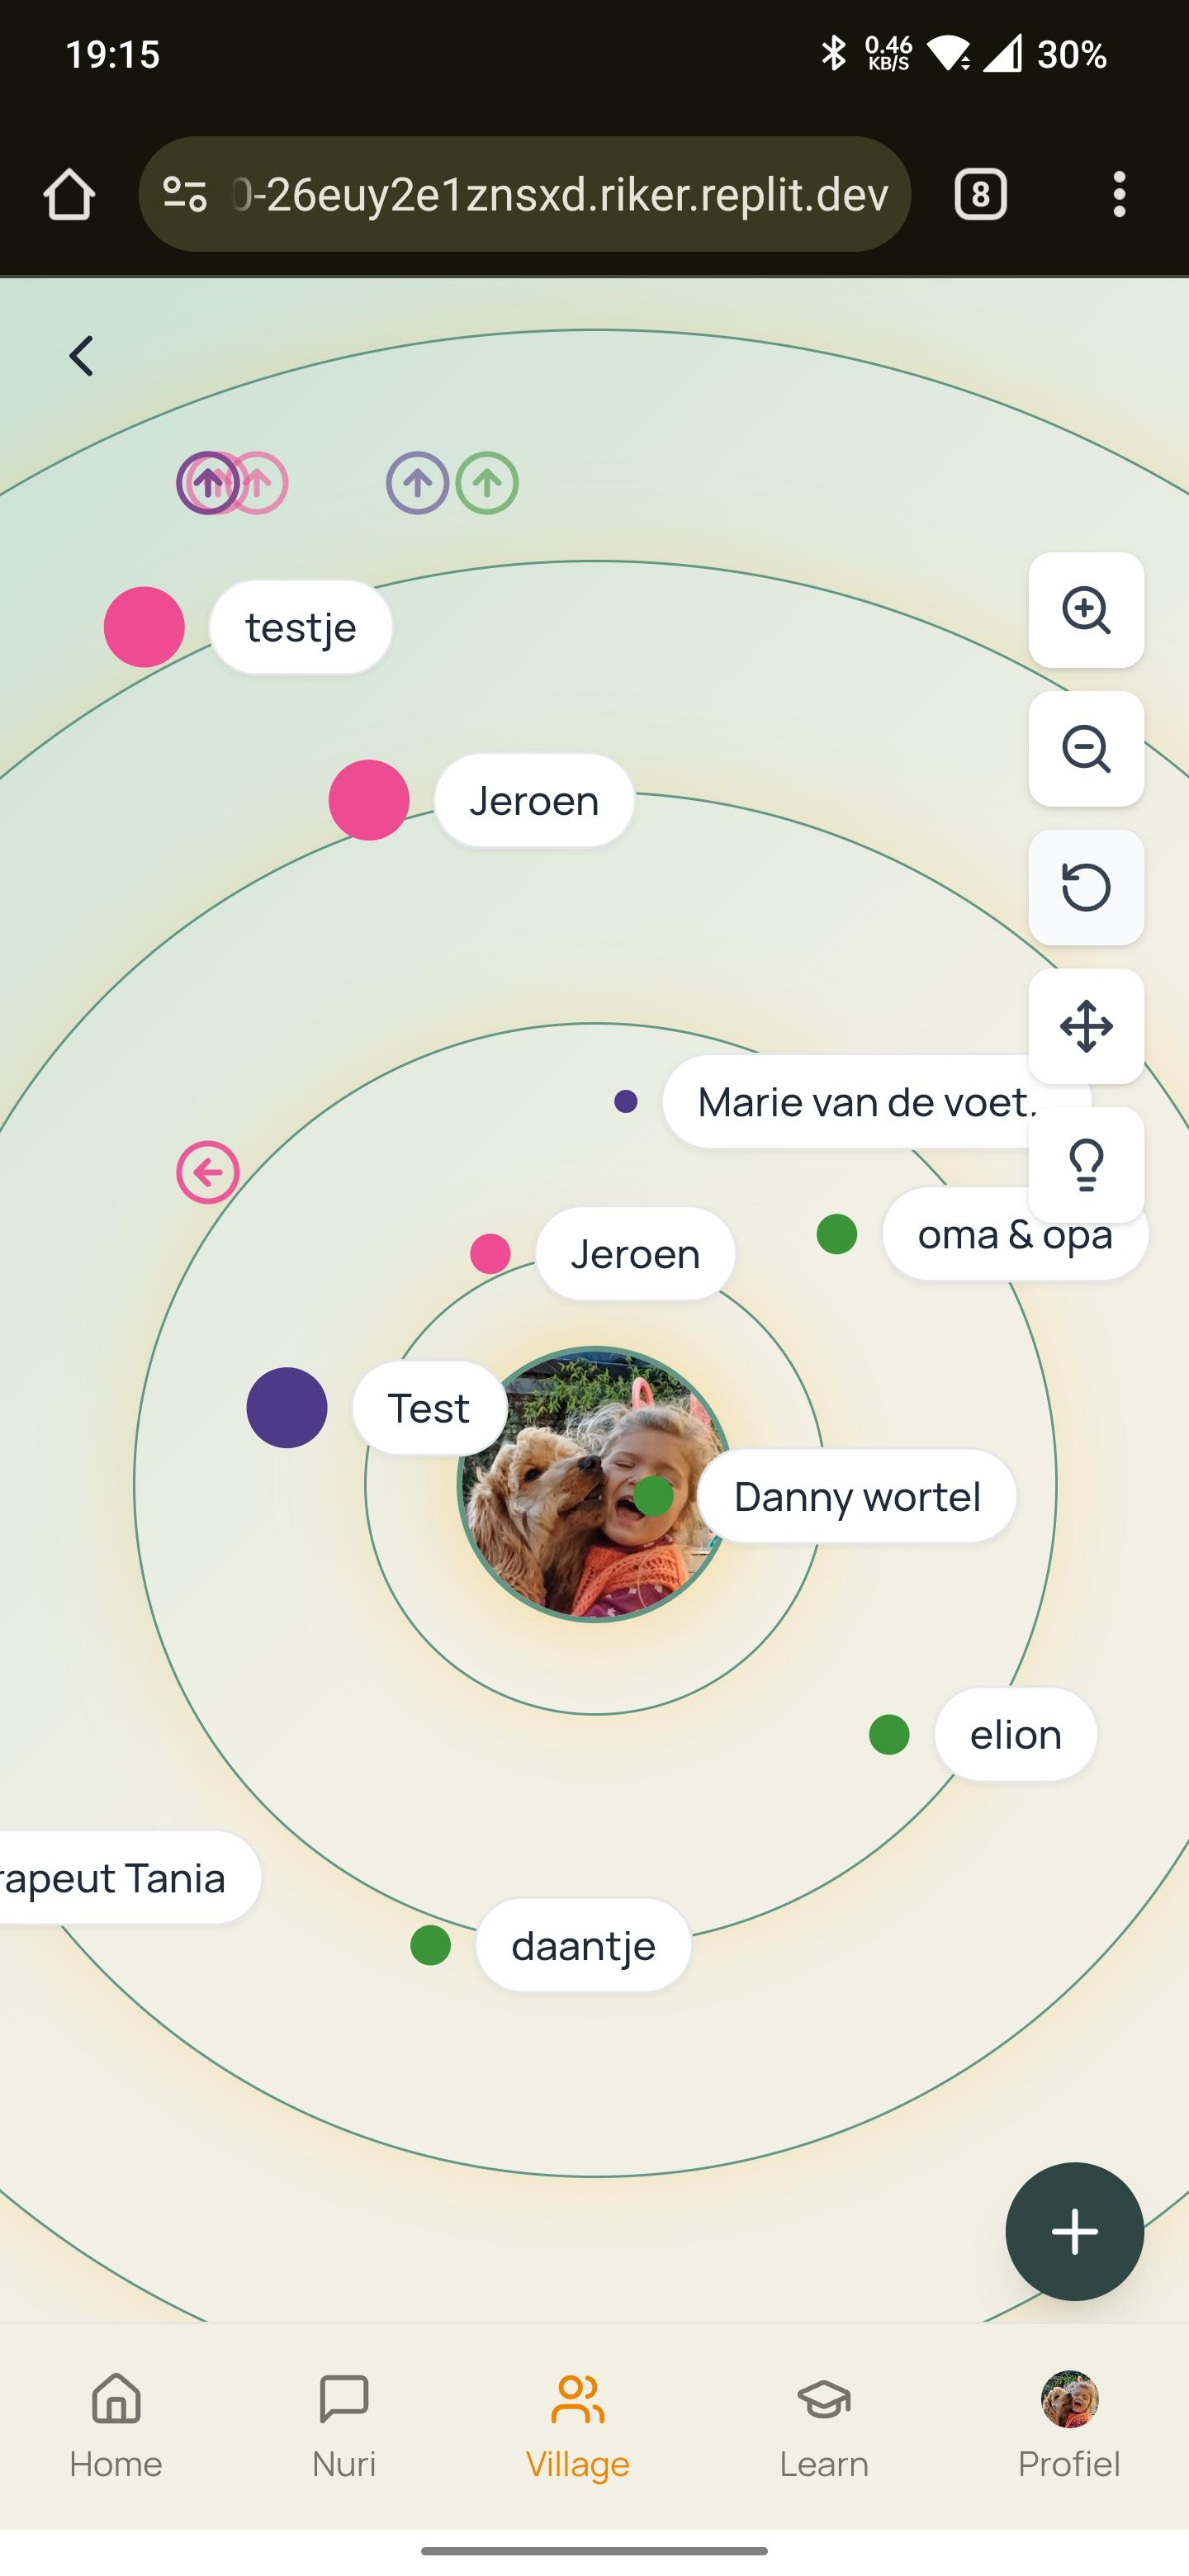 19:15
0.46
KB/S
30%
0-26euy2e1znsxd.riker.replit.dev
8
testje
Jeroen
Marie van de voet.
oma & opa
Jeroen
Test
Danny wortel
elion
rapeut Tania
daantje
Home
Nuri
Village
Learn
Profiel